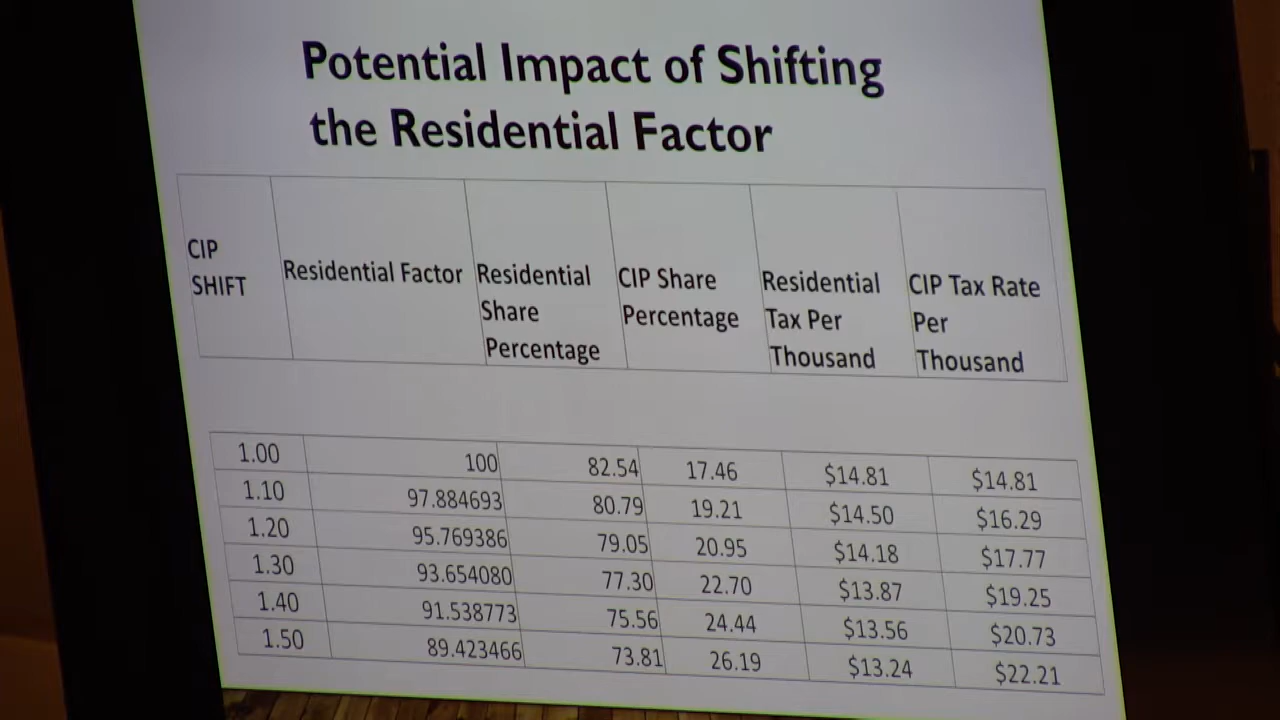 Potential Impact of Shifting
the Residential Factor
CIP SHIFT | Residential Factor | Residential Share Percentage | CIP Share Percentage | Residential Tax Per Thousand | CIP Tax Rate Per Thousand
1.00 | 100 | 82.54 | 17.46 | $14.81 | $14.81
1.10 | 97.884693 | 80.79 | 19.21 | $14.50 | $16.29
1.20 | 95.769386 | 79.05 | 20.95 | $14.18 | $17.77
1.30 | 93.654080 | 77.30 | 22.70 | $13.87 | $19.25
1.40 | 91.538773 | 75.56 | 24.44 | $13.56 | $20.73
1.50 | 89.423466 | 73.81 | 26.19 | $13.24 | $22.21